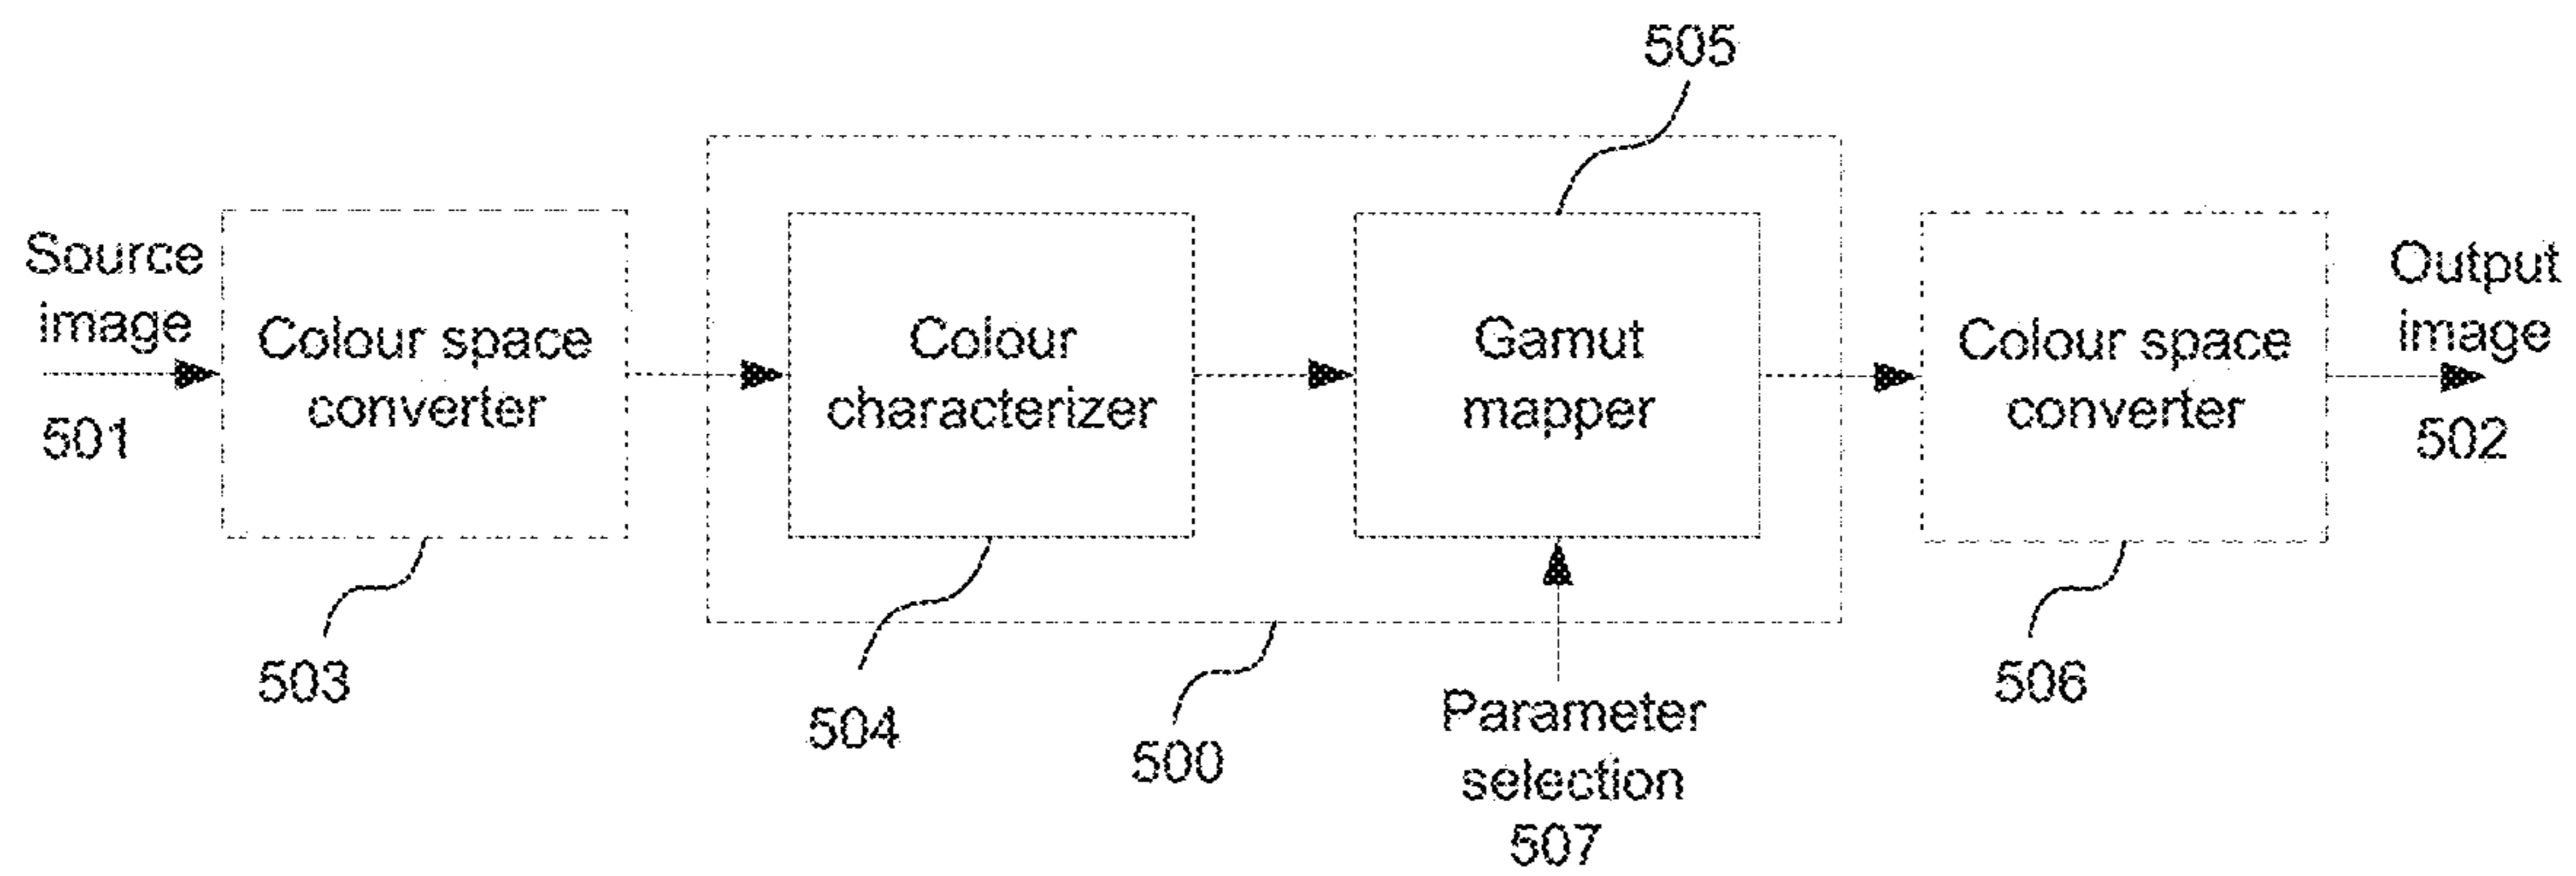 505
Source
image
501
Colour space
converter
503
Colour
characterizer
504
500
Gamut
mapper
Parameter
selection
507
Colour space
converter
506
Output
image
502